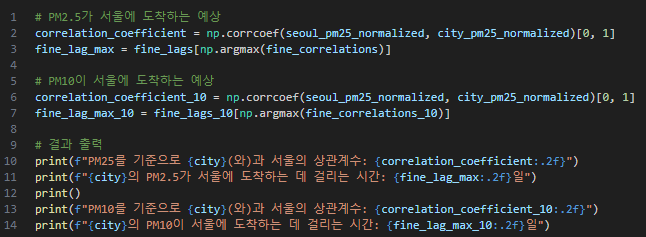 1 # PM2.5가 서울에 도착하는 예상
2 correlation_coefficient = np.corrcoef(seoul_pm25_normalized, city_pm25_normalized)[0, 1]
3 fine_lag_max = fine_lags[np.argmax(fine_correlations)]
4
5 # PM10이 서울에 도착하는 예상
6 correlation_coefficient_10 = np.corrcoef(seoul_pm25_normalized, city_pm25_normalized)[0, 1]
7 fine_lag_max_10 = fine_lags_10[np.argmax(fine_correlations_10)]
8
9 # 결과 출력
10 print(f"PM25를 기준으로 {city}(와)과 서울의 상관계수: {correlation_coefficient:.2f}")
11 print(f"{city}의 PM2.5가 서울에 도착하는 데 걸리는 시간: {fine_lag_max:.2f}일")
12 print()
13 print(f"PM10를 기준으로 {city}(와)과 서울의 상관계수: {correlation_coefficient_10:.2f}")
14 print(f"{city}의 PM10이 서울에 도착하는 데 걸리는 시간: {fine_lag_max_10:.2f}일")